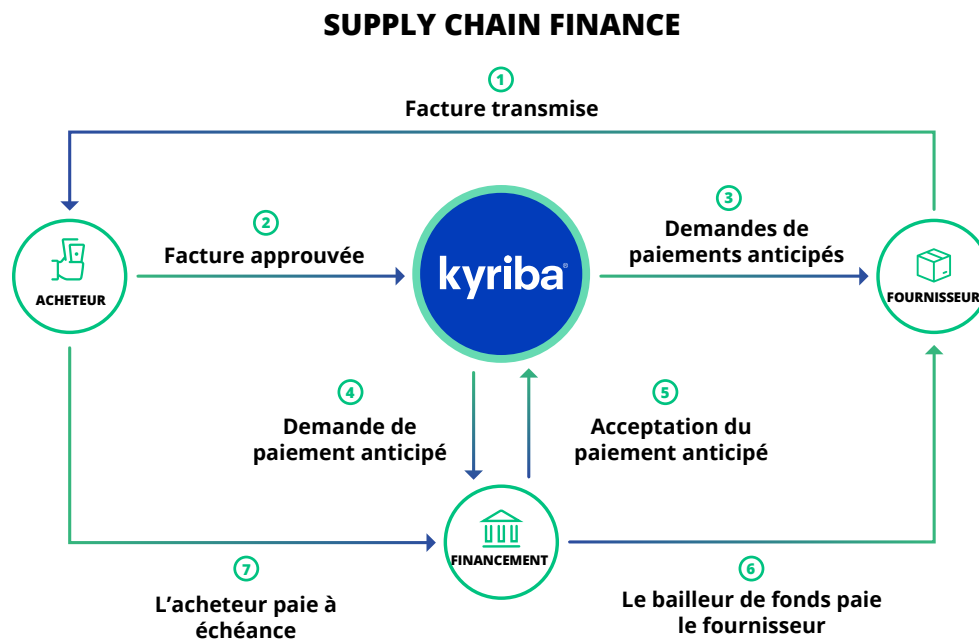 SUPPLY CHAIN FINANCE
1
Facture transmise
2
Facture approuvée
3
Demandes de
paiements anticipés
ACHETEUR
kyriba®
FOURNISSEUR
4
Demande de
paiement anticipé
5
Acceptation du
paiement anticipé
FINANCEMENT
7
L’acheteur paie à
échéance
6
Le bailleur de fonds paie
le fournisseur